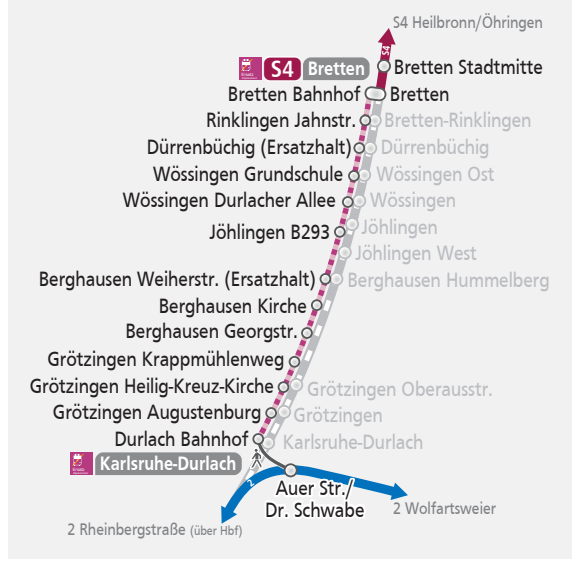 S4 Heilbronn/Öhringen
S4
S4 Bretten
Bretten Stadtmitte
Bretten Bahnhof Bretten
Rinklingen Jahnstr. Bretten-Rinklingen
Dürrenbüchig (Ersatzhalt) Dürrenbüchig
Wössingen Grundschule Wössingen Ost
Wössingen Durlacher Allee Wössingen
Jöhlingen B293 Jöhlingen
Jöhlingen West
Berghausen Weiherstr. (Ersatzhalt) Berghausen Hummelberg
Berghausen Kirche
Berghausen Georgstr.
Grötzingen Krappmühlenweg
Grötzingen Heilig-Kreuz-Kirche Grötzingen Oberausstr.
Grötzingen Augustenburg Grötzingen
Durlach Bahnhof Karlsruhe-Durlach
Karlsruhe-Durlach
2
Auer Str./
Dr. Schwabe
2 Wolfartsweier
2 Rheinbergstraße (über Hbf)